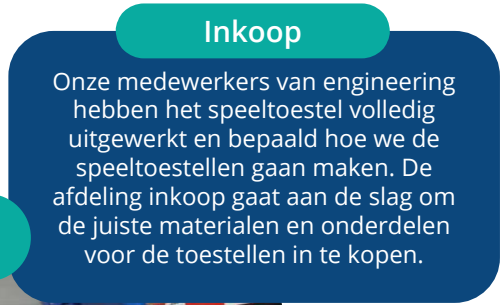 Inkoop
Onze medewerkers van engineering
hebben het speeltoestel volledig
uitgewerkt en bepaald hoe we de
speeltoestellen gaan maken. De
afdeling inkoop gaat aan de slag om
de juiste materialen en onderdelen
voor de toestellen in te kopen.